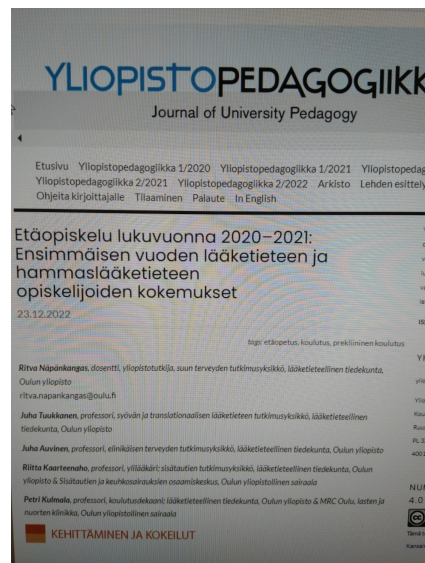 YLIOPISTOPEDAGOGIIKK
Journal of University Pedagogy
Etusivu Yliopistopedagogiikka 1/2020 Yliopistopedagogiikka 1/2021 Yliopistopedag
Yliopistopedagogiikka 2/2021 Yliopistopedagogiikka 2/2022 Arkisto Lehden esittely
Ohjeita kirjoittajalle Tilaaminen Palaute In English
Etäopiskelu lukuvuonna 2020–2021:
Ensimmäisen vuoden lääketieteen ja
hammaslääketieteen
opiskelijoiden kokemukset
23.12.2022
tags: etäopetus, koulutus, prekliininen koulutus
Ritva Näpänkangas, dosentti, yliopistotutkija, suun terveyden tutkimusyksikkö, lääketieteellinen tiedekunta,
Oulun yliopisto
ritva.napankangas@oulu.fi
Juha Tuukkanen, professori, syövän ja translationaalisen lääketieteen tutkimusyksikkö, lääketieteellinen
tiedekunta, Oulun yliopisto
Juha Auvinen, professori, elinikäisen terveyden tutkimusyksikkö, lääketieteellinen tiedekunta, Oulun yliopisto
Riitta Kaarteenaho, professori, ylilääkäri; sisätautien tutkimusyksikkö, lääketieteellinen tiedekunta, Oulun
yliopisto & Sisätautien ja keuhkosairauksien osaamiskeskus, Oulun yliopistollinen sairaala
Petri Kulmala, professori, koulutusdekaani; lääketieteellinen tiedekunta, Oulun yliopisto & MRC Oulu, lasten ja
nuorten klinikka, Oulun yliopistollinen sairaala
KEHITTÄMINEN JA KOKEILUT
NU
4.0
cc